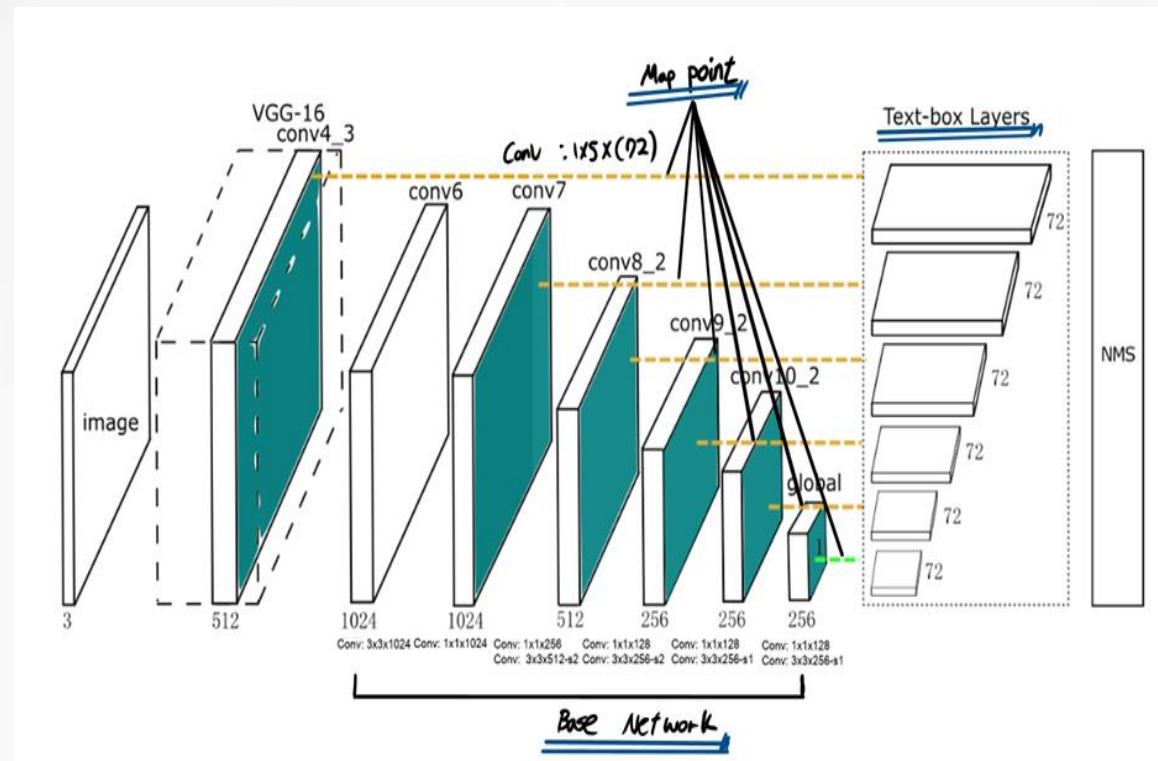 Map point
VGG-16
conv4_3
Text-box Layers
Conv : 1x5x(72)
conv6
conv7
conv8_2
conv9_2
conv10_2
global
image
1
72
72
72
72
72
72
NMS
3
512
1024
1024
512
256
256
256
Conv: 3x3x1024
Conv: 1x1x1024
Conv: 1x1x256
Conv: 3x3x512-s2
Conv: 1x1x128
Conv: 3x3x256-s2
Conv: 1x1x128
Conv: 3x3x256-s1
Conv: 1x1x128
Conv: 3x3x256-s1
Base Network